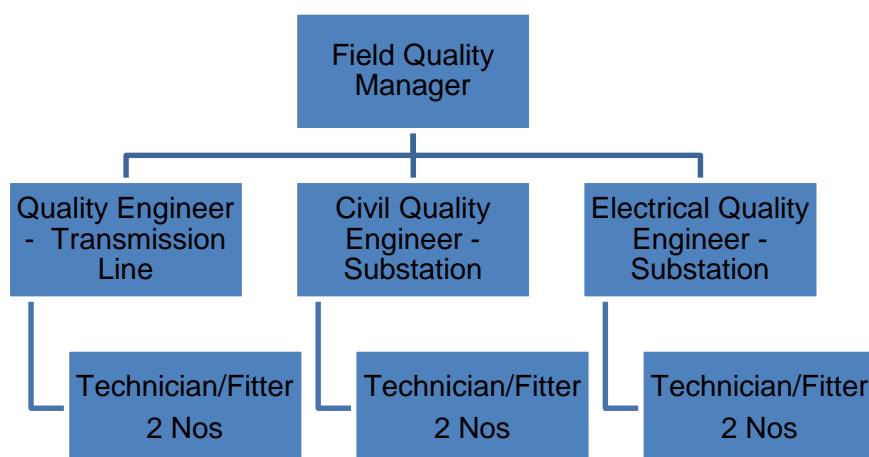 Field Quality
Manager
Quality Engineer
- Transmission
Line
Civil Quality
Engineer -
Substation
Electrical Quality
Engineer -
Substation
Technician/Fitter
2 Nos
Technician/Fitter
2 Nos
Technician/Fitter
2 Nos